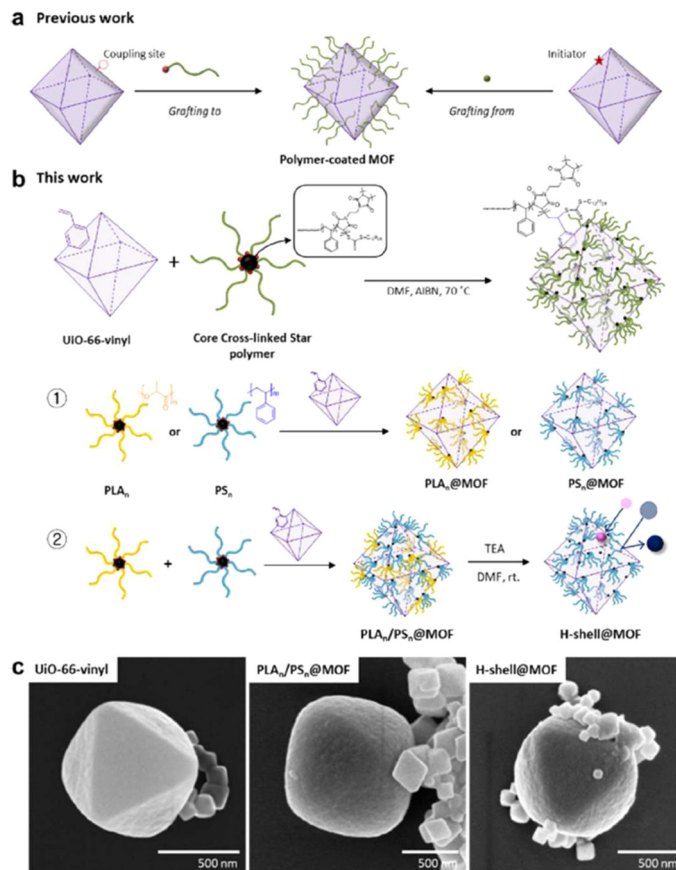 a Previous work
Coupling site
Initiator
Grafting to
Grafting from
Polymer-coated MOF
b This work
+
DMF, AIBN, 70 ˚C
UiO-66-vinyl
Core Cross-linked Star
polymer
①
or
or
PLAn
PSn
PLAn@MOF
PSn@MOF
②
+
TEA
DMF, rt.
PLAn/PSn@MOF
H-shell@MOF
c UiO-66-vinyl
PLAn/PSn@MOF
H-shell@MOF
500 nm
500 nm
500 nm